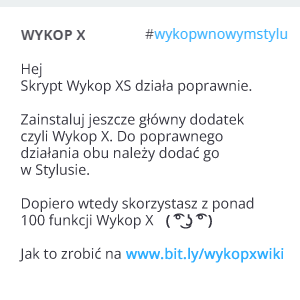 WYKOP X #wykopwnowymstylu
Hej
Skrypt Wykop XS działa poprawnie.
Zainstaluj jeszcze główny dodatek
czyli Wykop X. Do poprawnego
działania obu należy dodać go
w Stylusie.
Dopiero wtedy skorzystasz z ponad
100 funkcji Wykop X ( ͡° ͜ʖ ͡°)
Jak to zrobić na www.bit.ly/wykopxwiki